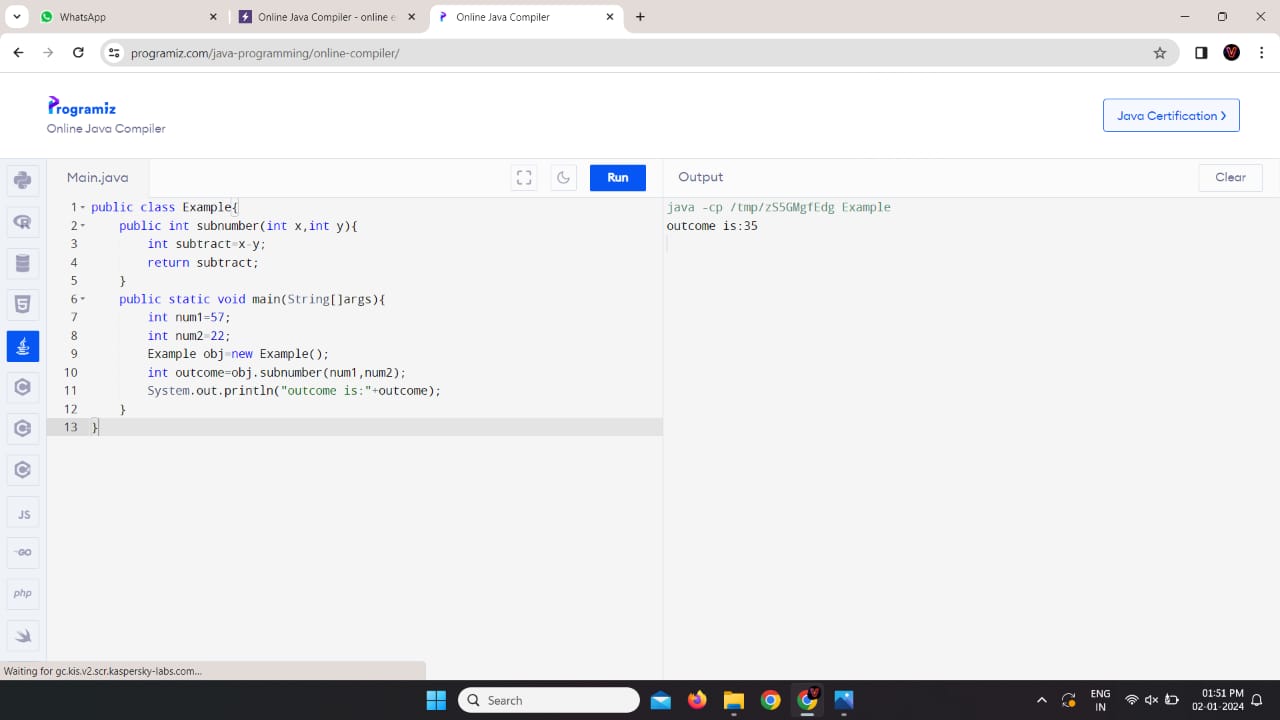 WhatsApp
Online Java Compiler - online e
Online Java Compiler
programiz.com/java-programming/online-compiler/
Programiz
Online Java Compiler
Java Certification
Main.java
Run
Output
Clear
1 public class Example{
2 public int subnumber(int x,int y){
3 int subtract=x-y;
4 return subtract;
5 }
6 public static void main(String[]args){
7 int num1=57;
8 int num2=22;
9 Example obj=new Example();
10 int outcome=obj.subnumber(num1,num2);
11 System.out.println("outcome is:"+outcome);
12 }
13 }
java -cp /tmp/zS5GMgfEdg Example
outcome is:35
JS
GO
php
Waiting for gc.kis.v2.scr.kaspersky-labs.com...
Search
ENG
IN
01:51 PM
02-01-2024